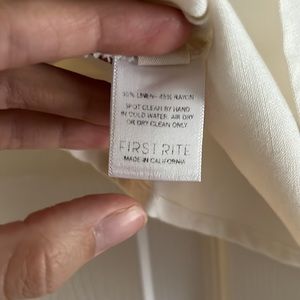 55% LINEN - 45% RAYON
SPOT CLEAN BY HAND
IN COLD WATER. AIR DRY
OR DRY CLEAN ONLY
FIRST RITE
MADE IN CALIFORNIA